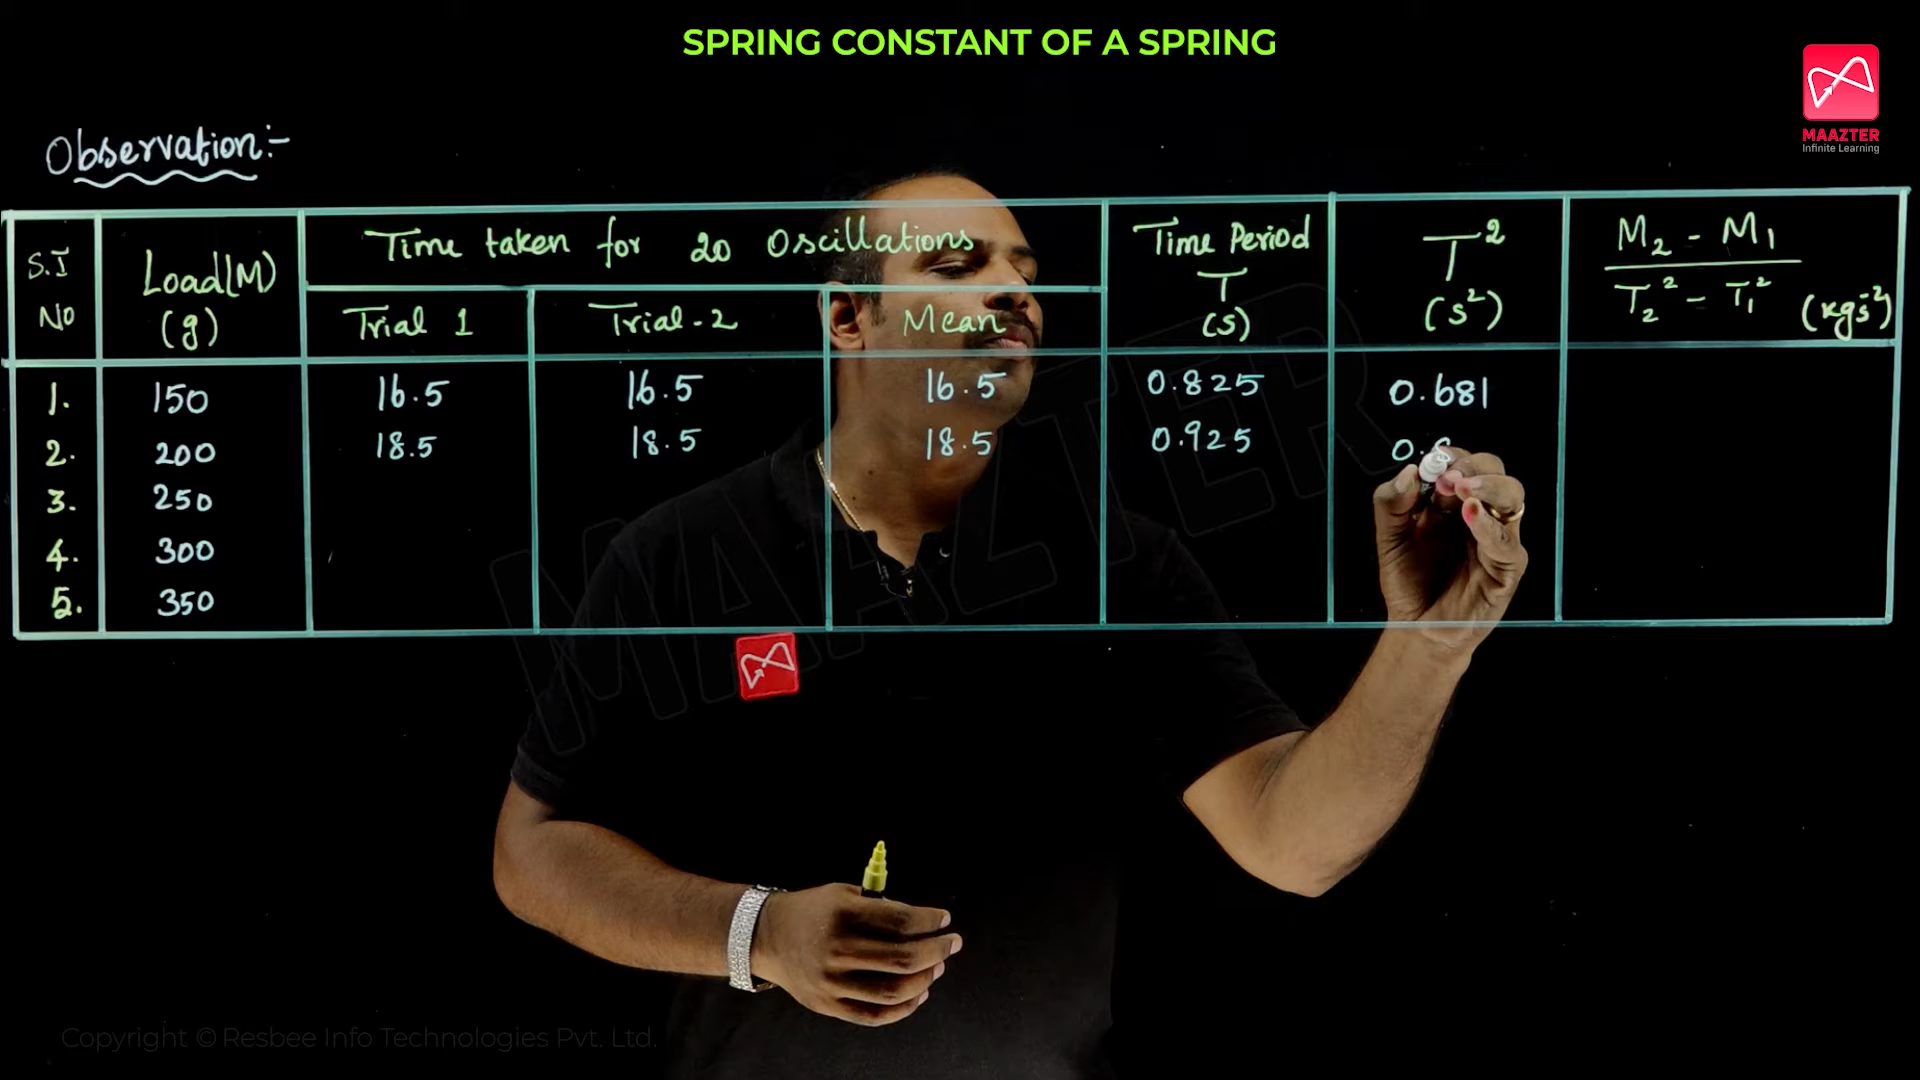 SPRING CONSTANT OF A SPRING
MAAZTER
Infinite Learning
Observation:-
S.I NO
Load(M) (g)
Time taken for 20 Oscillations
Trial 1
Trial-2
Mean
Time Period T (s)
T² (s²)
M₂ - M₁ / T₂² - T₁² (kgs⁻²)
1. 150 16.5 16.5 16.5 0.825 0.681
2. 200 18.5 18.5 18.5 0.925 0.
3. 250
4. 300
5. 350
MAAZTER
Copyright © Resbee Info Technologies Pvt. Ltd.